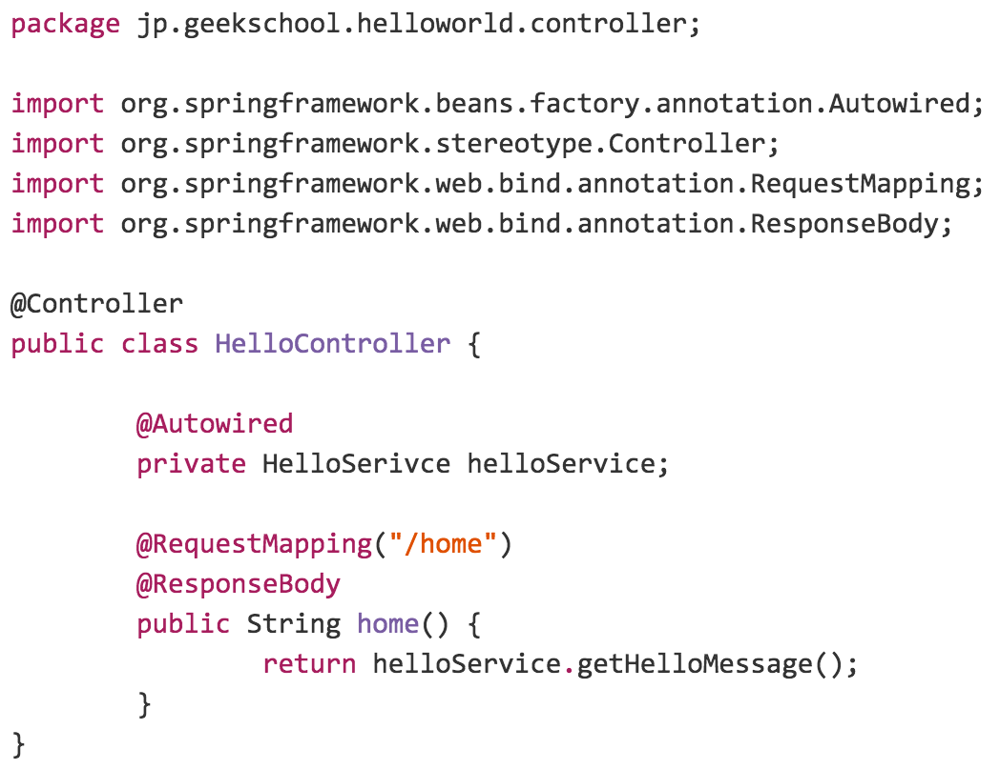 package jp.geekschool.helloworld.controller;
import org.springframework.beans.factory.annotation.Autowired;
import org.springframework.stereotype.Controller;
import org.springframework.web.bind.annotation.RequestMapping;
import org.springframework.web.bind.annotation.ResponseBody;
@Controller
public class HelloController {
@Autowired
private HelloSerivce helloService;
@RequestMapping("/home")
@ResponseBody
public String home() {
return helloService.getHelloMessage();
}
}